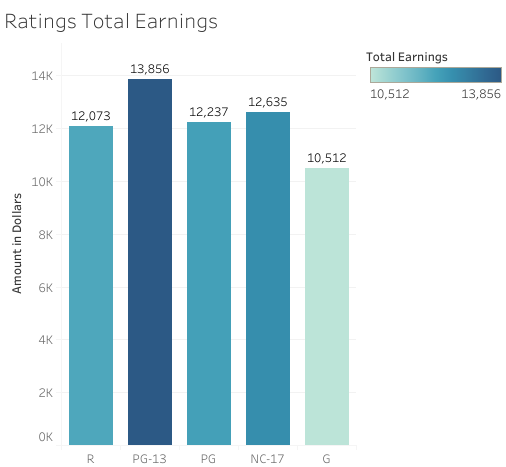 Ratings Total Earnings
Total Earnings
10,512 13,856
Amount in Dollars
14K
12K
10K
8K
6K
4K
2K
0K
12,073
13,856
12,237
12,635
10,512
R PG-13 PG NC-17 G